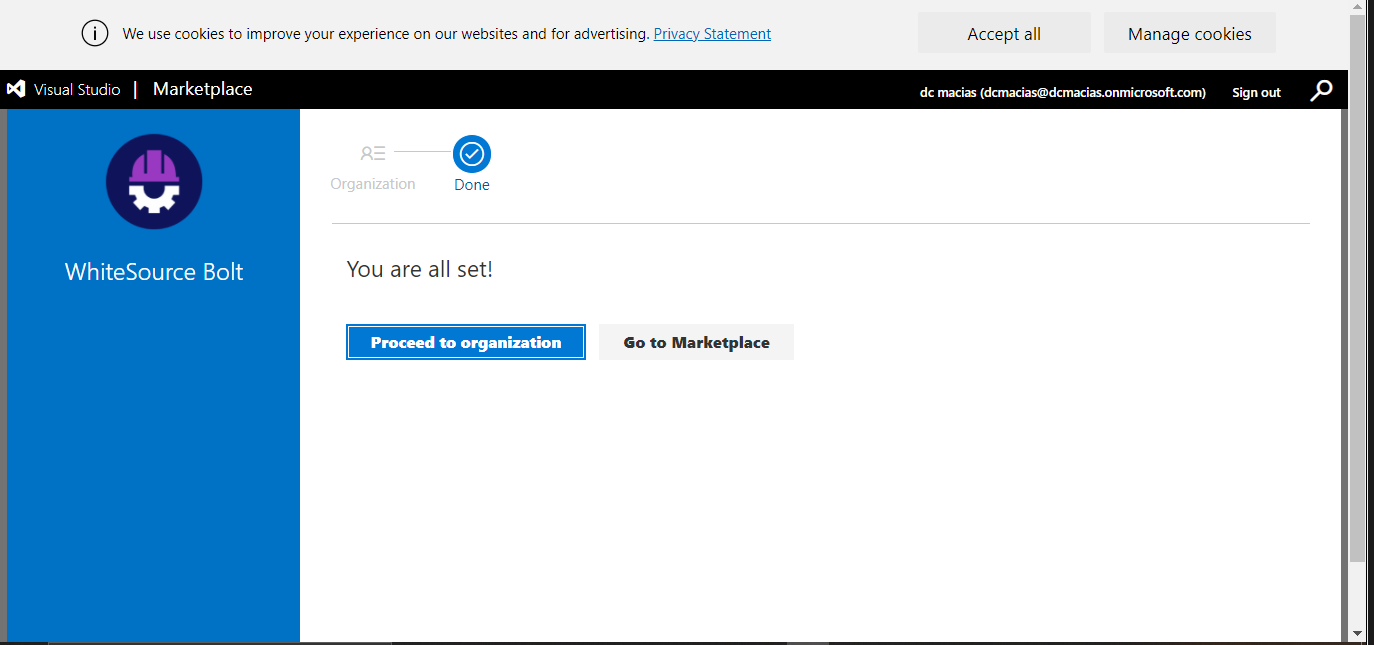 We use cookies to improve your experience on our websites and for advertising. Privacy Statement
Accept all
Manage cookies
Visual Studio | Marketplace
dc macias (dcmacias@dcmacias.onmicrosoft.com)
Sign out
WhiteSource Bolt
Organization
Done
You are all set!
Proceed to organization
Go to Marketplace